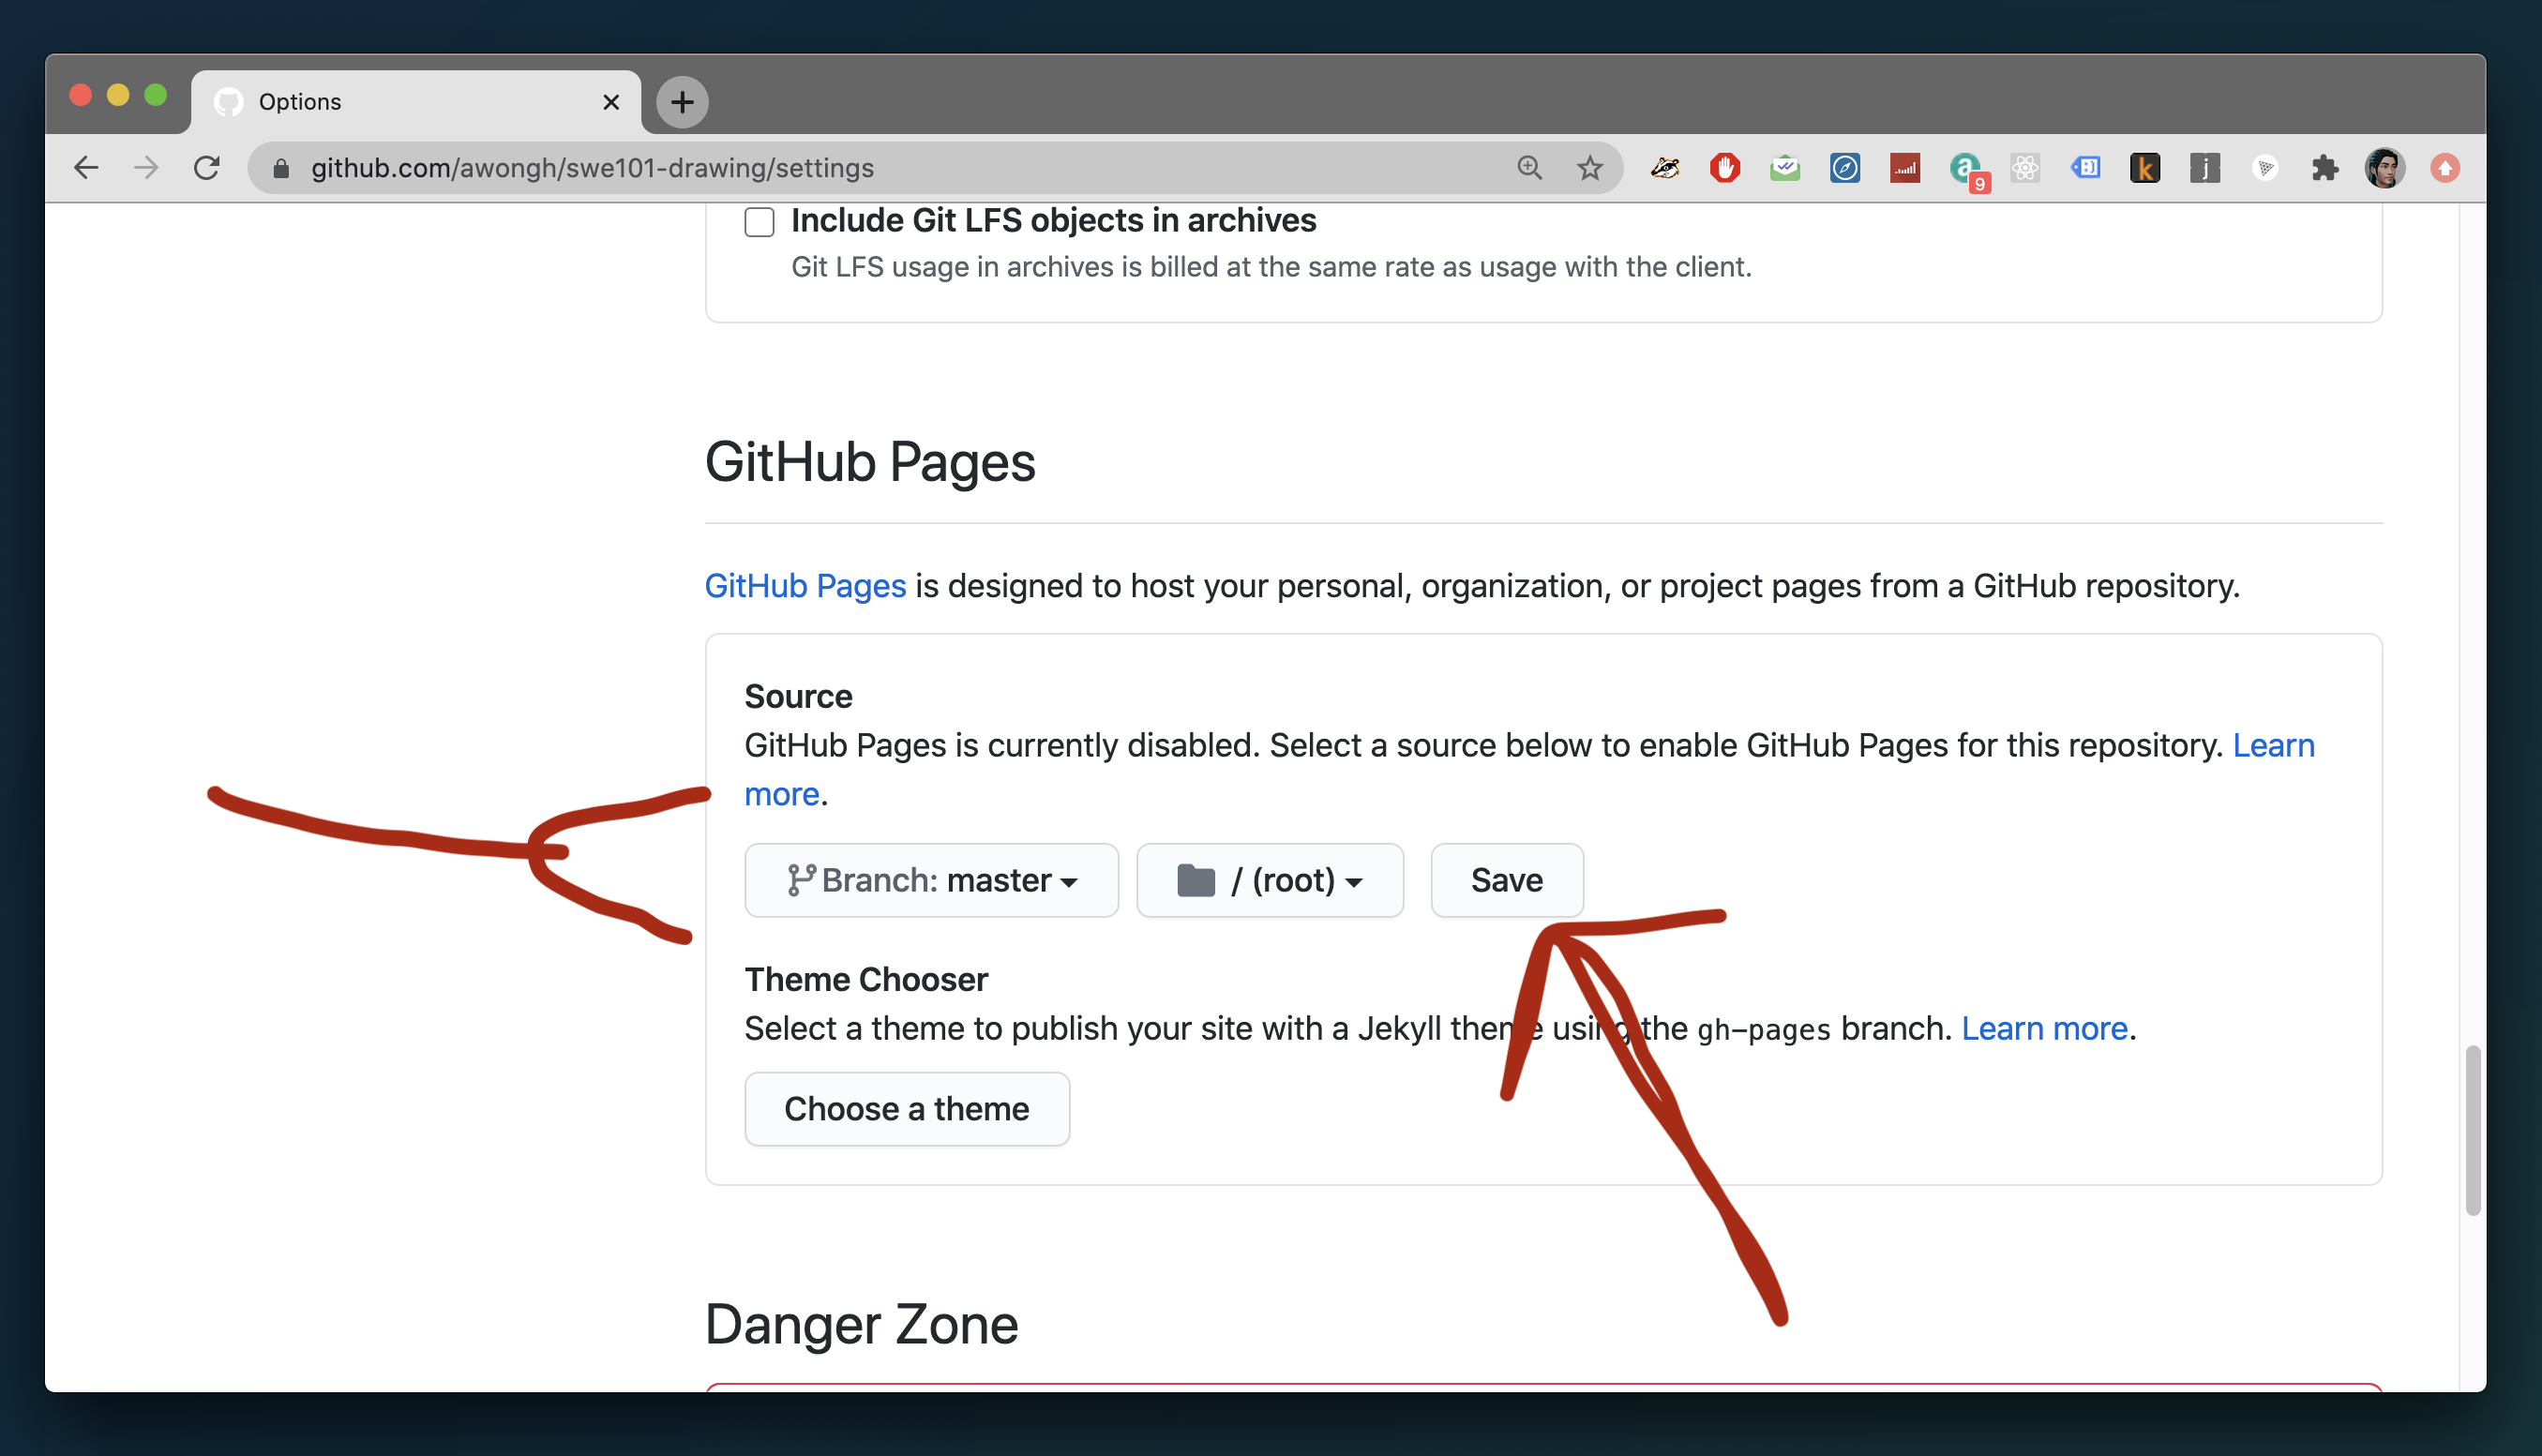 Options
github.com/awongh/swe101-drawing/settings
9
k
j
Include Git LFS objects in archives
Git LFS usage in archives is billed at the same rate as usage with the client.
GitHub Pages
GitHub Pages is designed to host your personal, organization, or project pages from a GitHub repository.
Source
GitHub Pages is currently disabled. Select a source below to enable GitHub Pages for this repository. Learn
more.
Branch: master
/ (root)
Save
Theme Chooser
Select a theme to publish your site with a Jekyll theme using the gh-pages branch. Learn more.
Choose a theme
Danger Zone